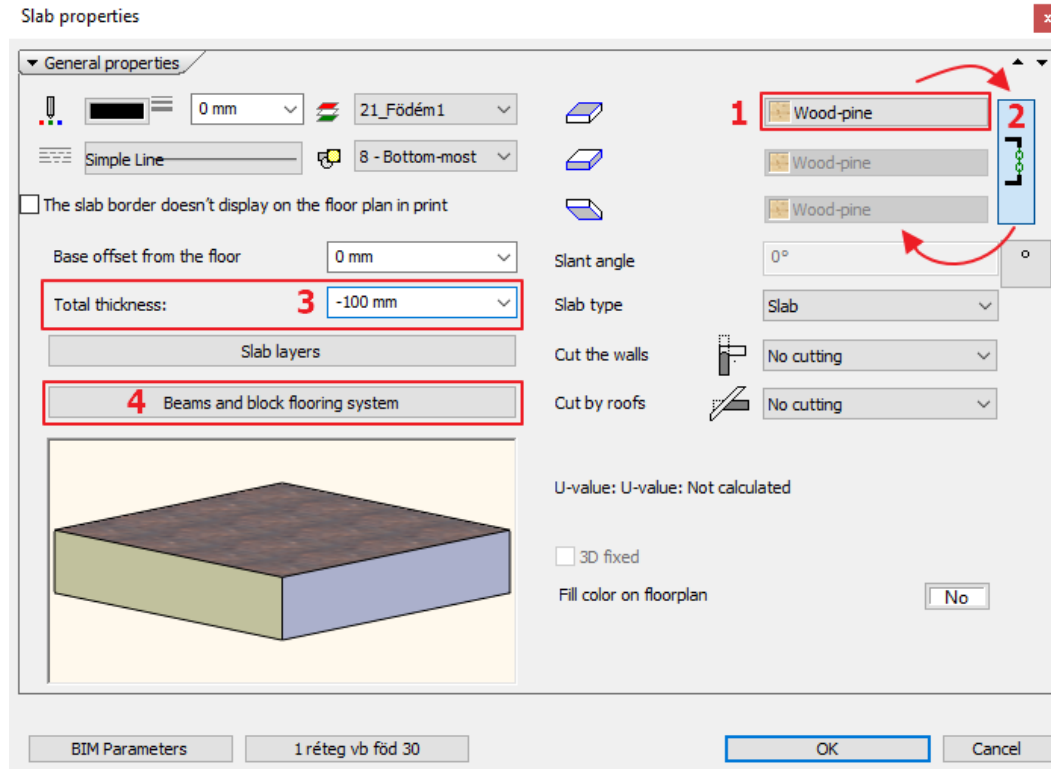 Slab properties
x
General properties
0 mm
21_Födém1
1
Wood-pine
2
Simple Line
8 - Bottom-most
Wood-pine
The slab border doesn't display on the floor plan in print
Wood-pine
Base offset from the floor
0 mm
Slant angle
0°
°
Total thickness:
3
-100 mm
Slab type
Slab
Slab layers
Cut the walls
No cutting
4
Beams and block flooring system
Cut by roofs
No cutting
U-value: U-value: Not calculated
3D fixed
Fill color on floorplan
No
BIM Parameters
1 réteg vb föd 30
OK
Cancel